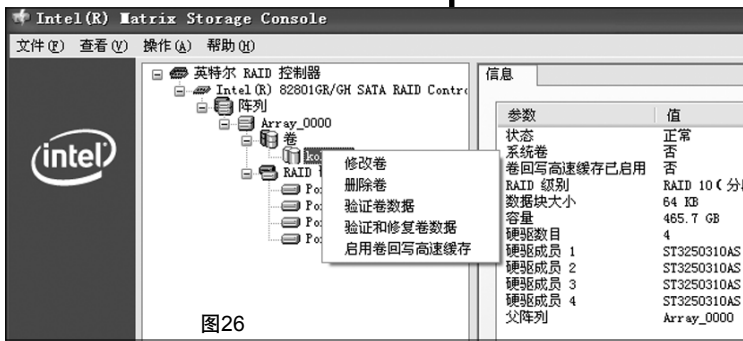 Intel(R) Matrix Storage Console
文件(F) 查看(V) 操作(A) 帮助(H)
英特尔 RAID 控制器
Intel(R) 82801GR/GH SATA RAID Contr
阵列
Array_0000
卷
ko
RAID
Po
Po
Po
Po
修改卷
删除卷
验证卷数据
验证和修复卷数据
启用卷回写高速缓存
intel
图26
信息
参数 值
状态 正常
系统卷 否
卷回写高速缓存已启用 否
RAID 级别 RAID 10(分
数据块大小 64 KB
容量 465.7 GB
硬驱数目 4
硬驱成员 1 ST3250310AS
硬驱成员 2 ST3250310AS
硬驱成员 3 ST3250310AS
硬驱成员 4 ST3250310AS
父阵列 Array_0000